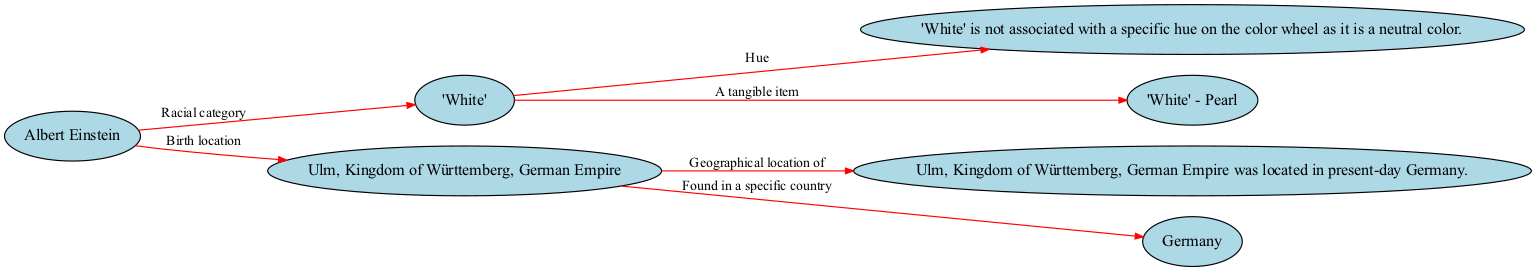 'White' is not associated with a specific hue on the color wheel as it is a neutral color.
Hue
'White'
A tangible item
'White' - Pearl
Racial category
Albert Einstein
Birth location
Ulm, Kingdom of Württemberg, German Empire
Geographical location of
Ulm, Kingdom of Württemberg, German Empire was located in present-day Germany.
Found in a specific country
Germany